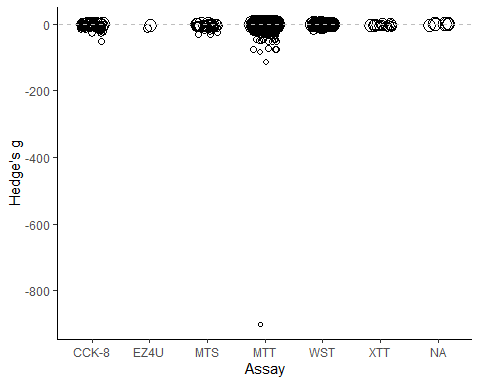 Hedge's g
0
-200
-400
-600
-800
CCK-8 EZ4U MTS MTT WST XTT NA
Assay